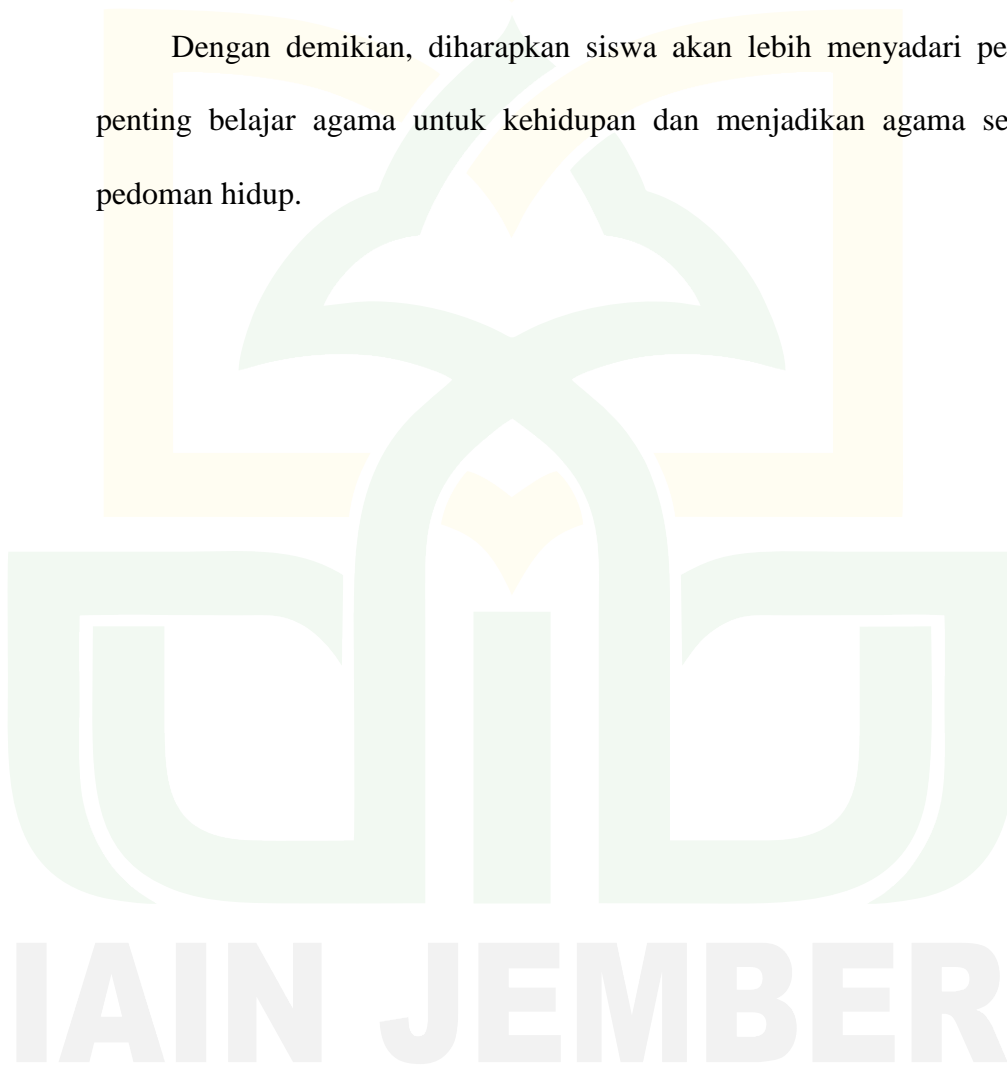 Dengan demikian, diharapkan siswa akan lebih menyadari pe
penting belajar agama untuk kehidupan dan menjadikan agama se
pedoman hidup.
IAIN JEMBER